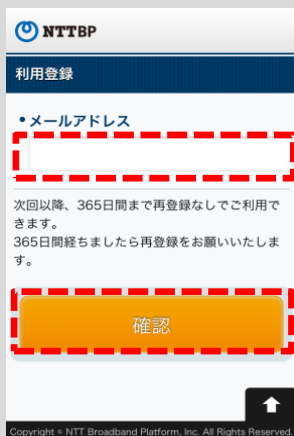 NTTBP
利用登録
•メールアドレス
次回以降、365日間まで再登録なしでご利用で
きます。
365日間経ちましたら再登録をお願いいたしま
す。
確認
Copyright © NTT Broadband Platform, Inc. All Rights Reserved.